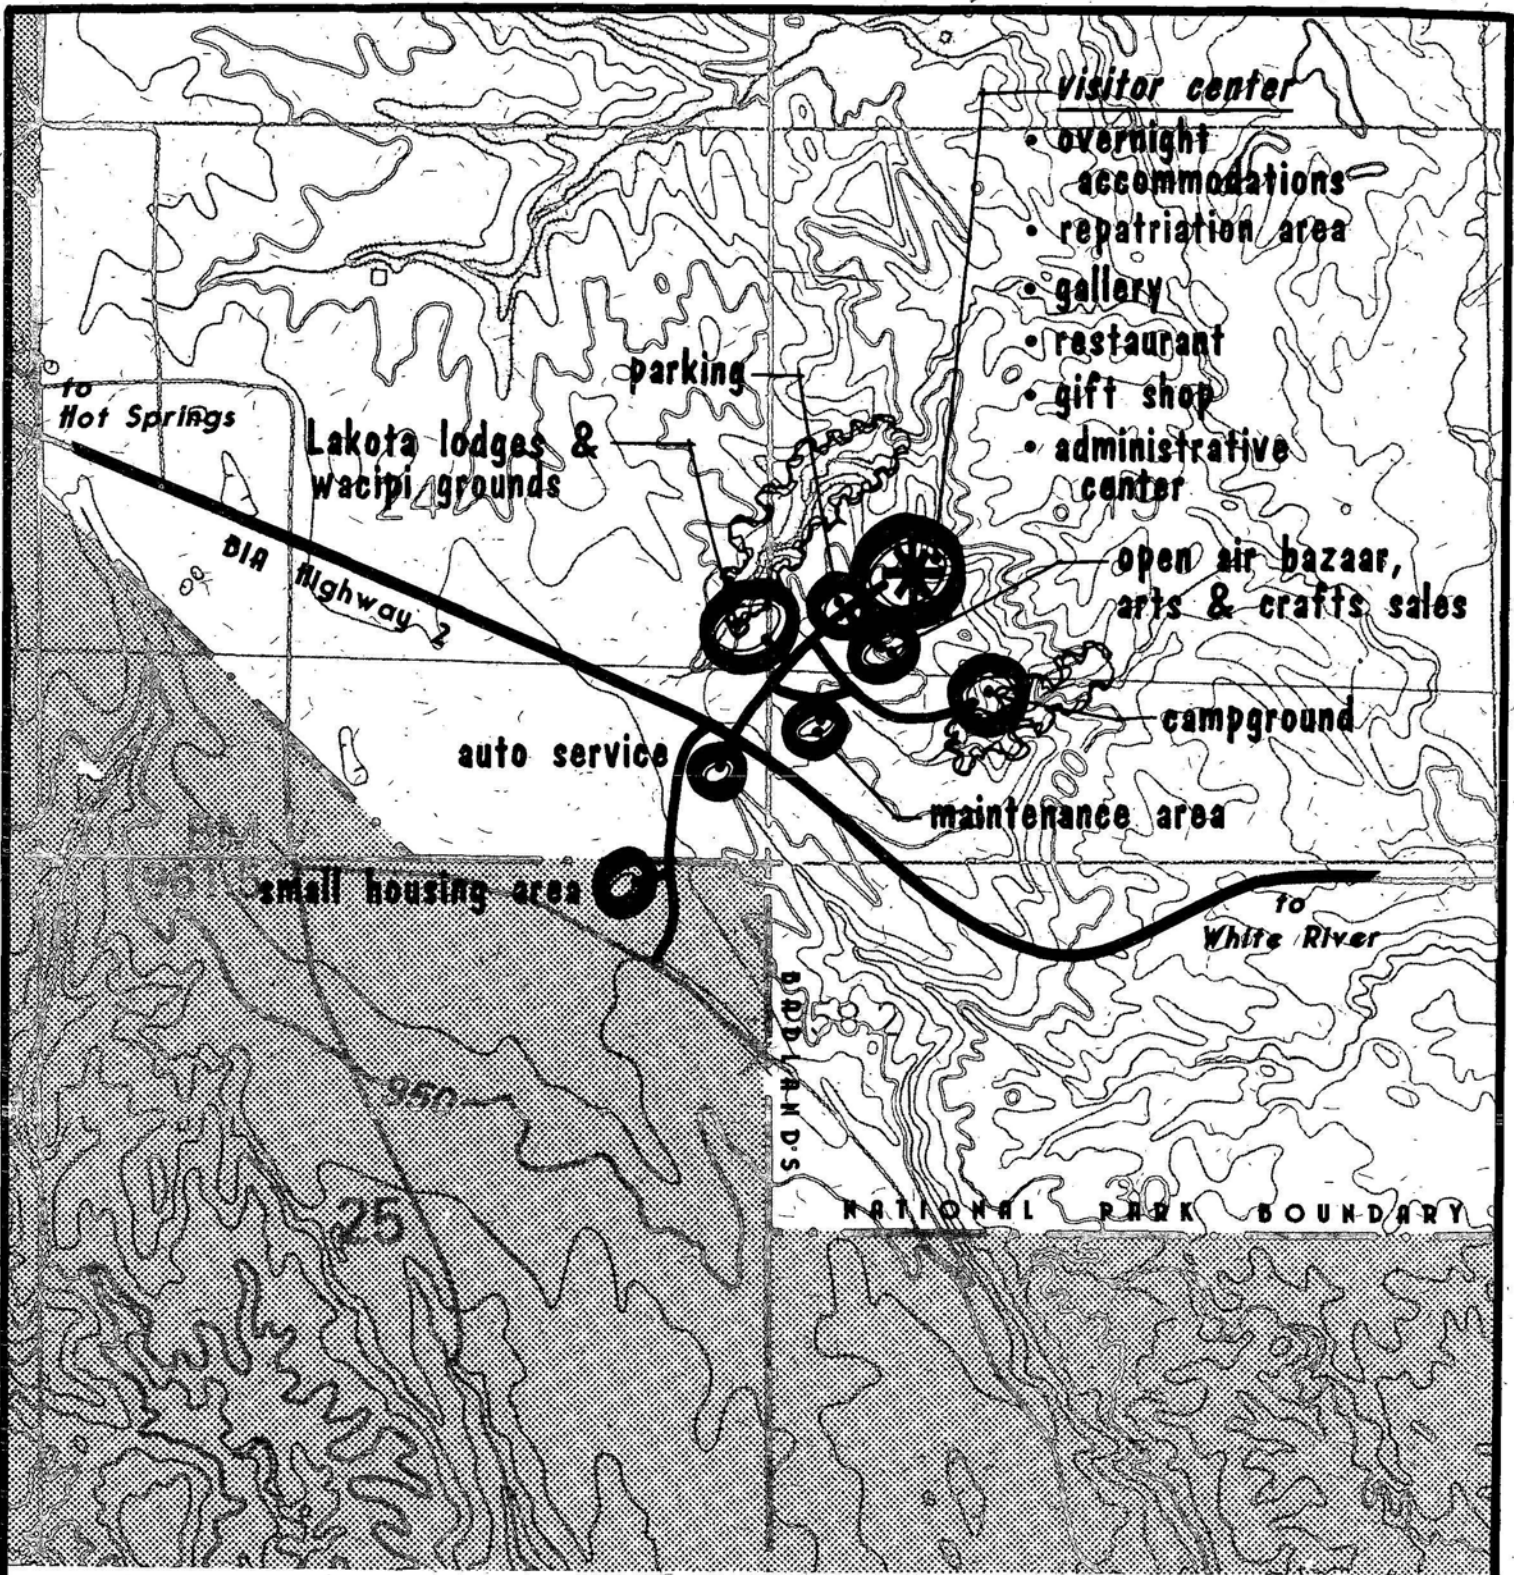 visitor center
• overnight
accommodations
• repatriation area
• gallery
• restaurant
• gift shop
• administrative
center
parking
to
Hot Springs
Lakota lodges &
wacipi grounds
24
BIA Highway 2
open air bazaar,
arts & crafts sales
campground
auto service
maintenance area
small housing area
to
White River
BADLANDS
950
25
30
NATIONAL PARK BOUNDARY